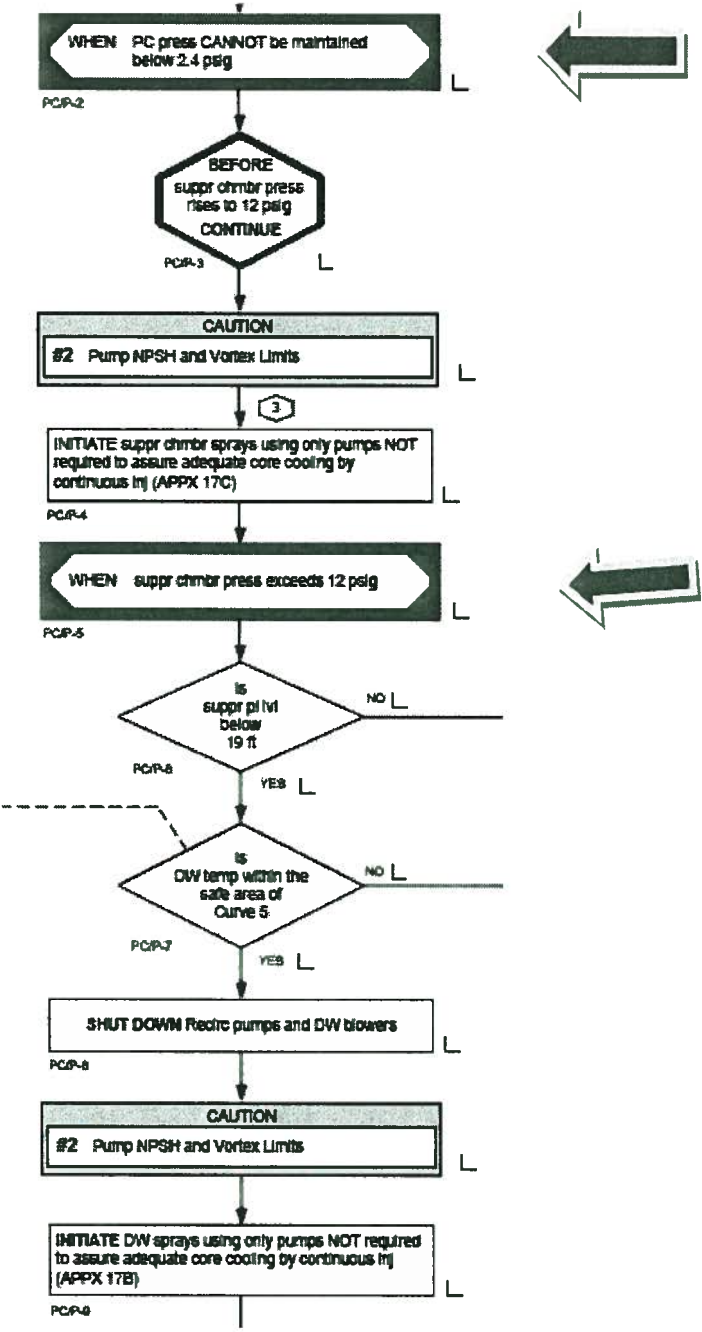 WHEN PC press CANNOT be maintained
below 2.4 psig
PC/P-2
BEFORE
suppr chmbr press
rises to 12 psig
CONTINUE
PC/P-3
CAUTION
#2 Pump NPSH and Vortex Limits
3
INITIATE suppr chmbr sprays using only pumps NOT
required to assure adequate core cooling by
continuous inj (APPX 17C)
PC/P-4
WHEN suppr chmbr press exceeds 12 psig
PC/P-5
Is
suppr pl lvl
below
19 ft
NO
PC/P-6
YES
Is
DW temp within the
safe area of
Curve 5
NO
PC/P-7
YES
SHUT DOWN Recirc pumps and DW blowers
PC/P-8
CAUTION
#2 Pump NPSH and Vortex Limits
INITIATE DW sprays using only pumps NOT required
to assure adequate core cooling by continuous inj
(APPX 17B)
PC/P-9